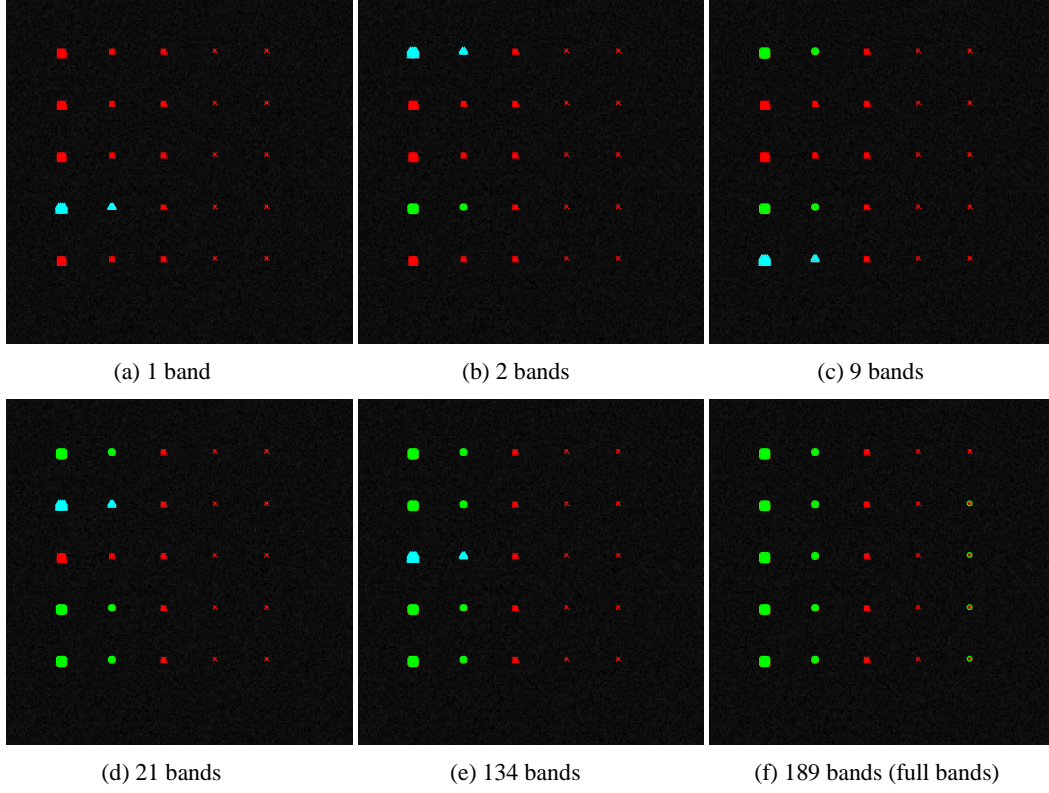 (a) 1 band
(b) 2 bands
(c) 9 bands
(d) 21 bands
(e) 134 bands
(f) 189 bands (full bands)